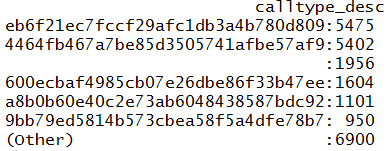 calltype_desc
eb6f21ec7fccf29afc1db3a4b780d809:5475
4464fb467a7be85d3505741afbe57af9:5402
:1956
600ecbaf4985cb07e26dbe86f33b47ee:1604
a8b0b60e40c2e73ab6048438587bdc92:1101
9bb79ed5814b573cbea58f5a4dfe78b7: 950
(Other) :6900